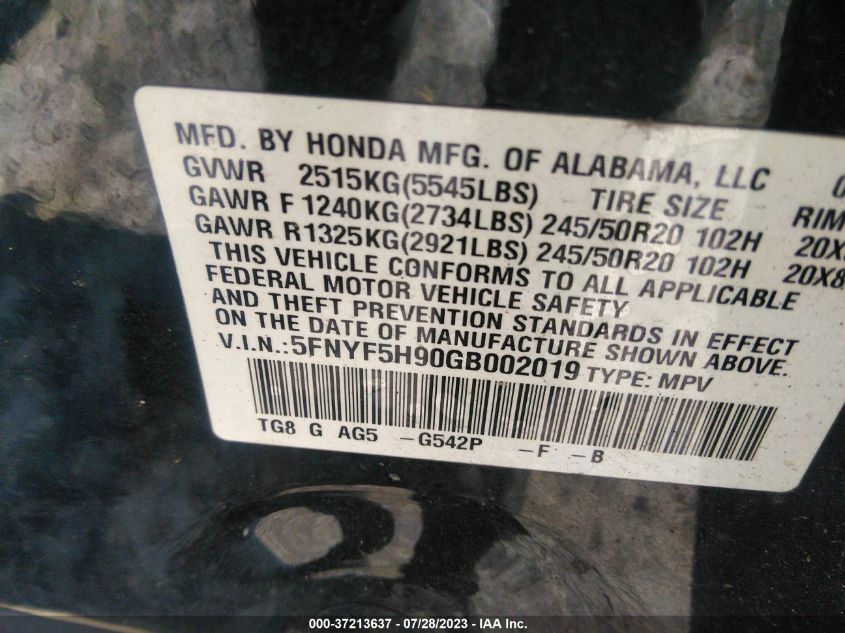 MFD. BY HONDA MFG. OF ALABAMA, LLC 0
GVWR 2515KG(5545LBS) TIRE SIZE RIM
GAWR F 1240KG(2734LBS) 245/50R20 102H 20X
GAWR R 1325KG(2921LBS) 245/50R20 102H 20X8
THIS VEHICLE CONFORMS TO ALL APPLICABLE
FEDERAL MOTOR VEHICLE SAFETY
AND THEFT PREVENTION STANDARDS IN EFFECT
ON THE DATE OF MANUFACTURE SHOWN ABOVE.
V.I.N.:5FNYF5H90GB002019 TYPE: MPV
TG8 G AG5 -G542P -F -B
000-37213637 - 07/28/2023 - IAA Inc.